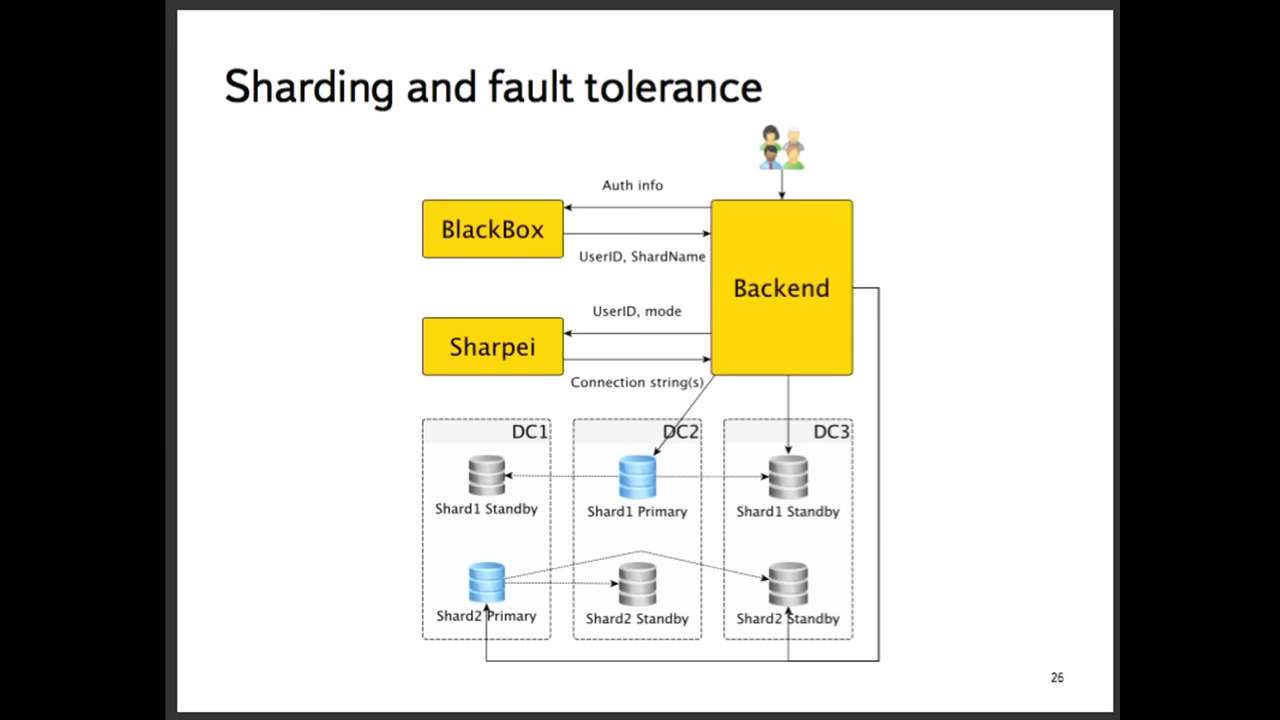 Sharding and fault tolerance
Auth info
BlackBox
UserID, ShardName
Backend
UserID, mode
Sharpei
Connection string(s)
DC1
DC2
DC3
Shard1 Standby
Shard1 Primary
Shard1 Standby
Shard2 Primary
Shard2 Standby
Shard2 Standby
26